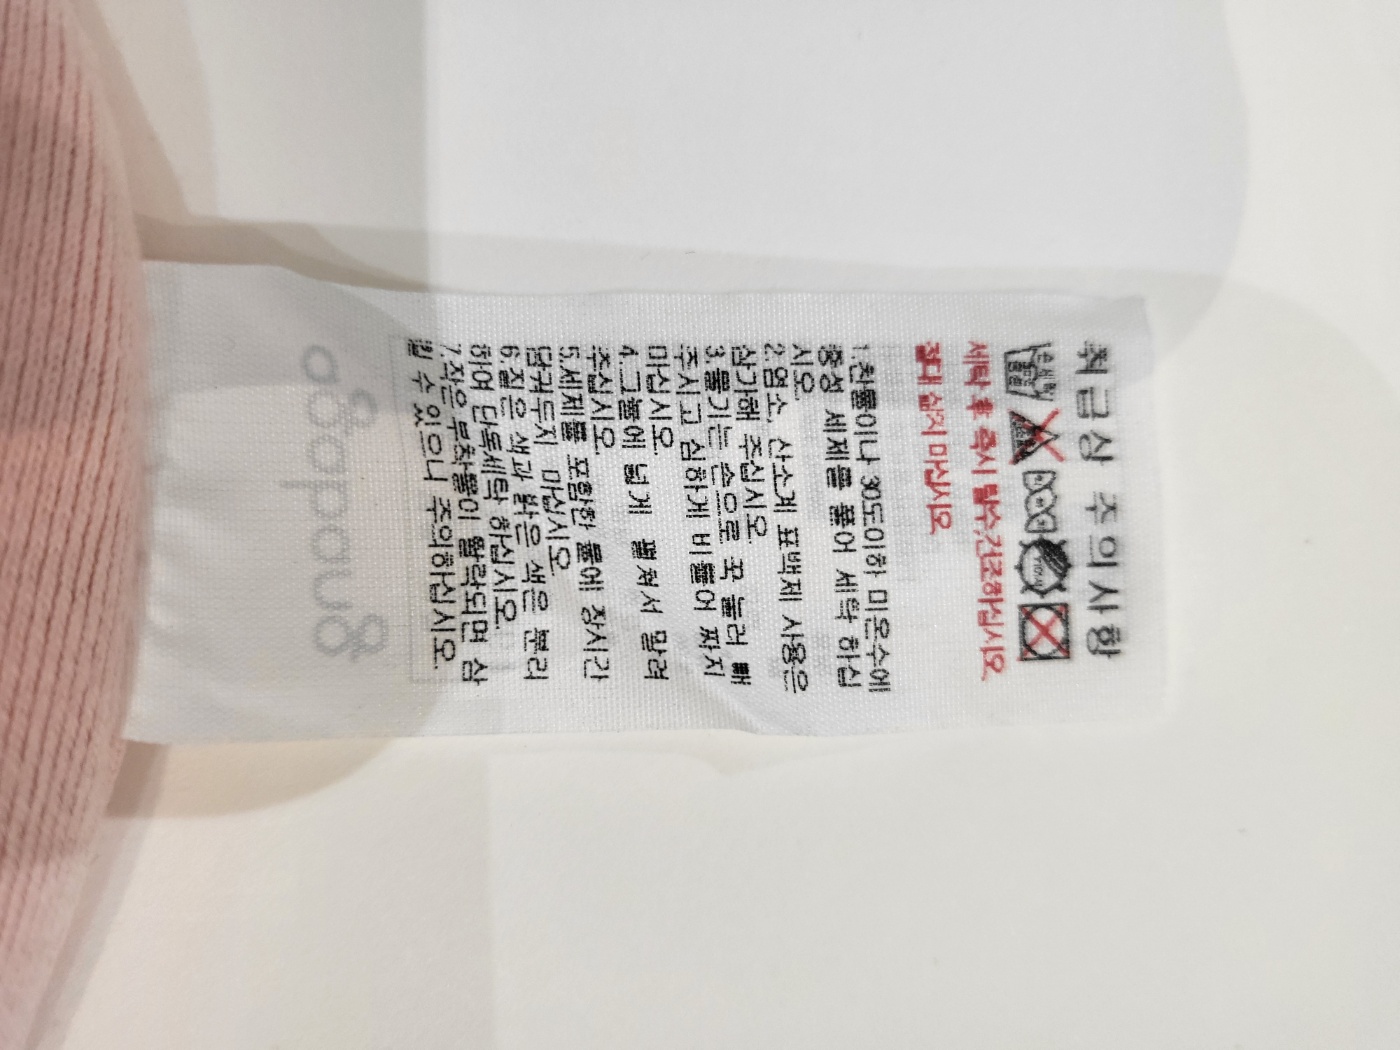 취급상 주의사항
세탁 후 즉시 탈수,건조하십시오
절대 삶지 마십시오
1.찬물이나 30도이하 미온수에
중성 세제를 풀어 세탁 하십
시오.
2.염소, 산소계 표백제 사용은
삼가해 주십시오.
3.물기는 손으로 꾹 눌러 빼
주시고 심하게 비틀어 짜지
마십시오.
4.그늘에 넓게 펼쳐서 말려
주십시오.
5.세제를 포함한 물에 장시간
담궈두지 마십시오.
6.짙은 색과 밝은 색은 분리
하여 단독세탁 하십시오.
7.작은 부착물이 탈락되면 삼
킬 수 있으니 주의하십시오.